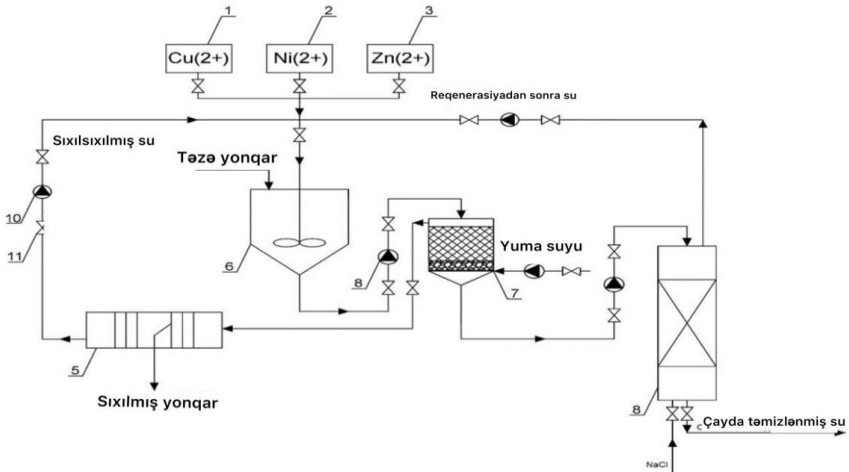 1
2
3
Cu(2+)
Ni(2+)
Zn(2+)
Reqenerasiyadan sonra su
Sıxılsıxılmış su
Təzə yonqar
10
11
6
8
Yuma suyu
7
5
Sıxılmış yonqar
8
c
Çayda təmizlənmiş su
NaCl